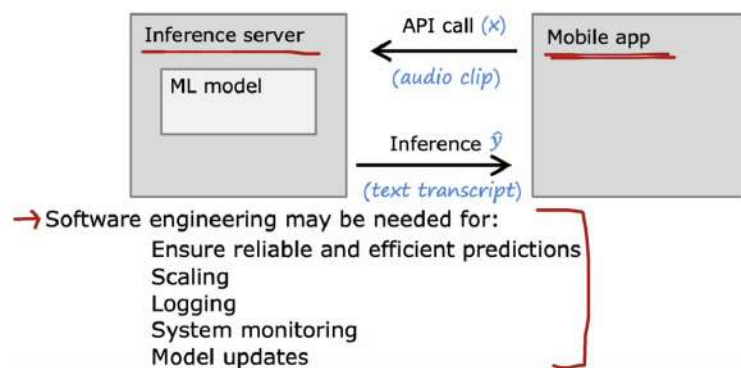 Inference server
ML model
API call (x)
(audio clip)
Inference ŷ
(text transcript)
Mobile app
Software engineering may be needed for:
Ensure reliable and efficient predictions
Scaling
Logging
System monitoring
Model updates